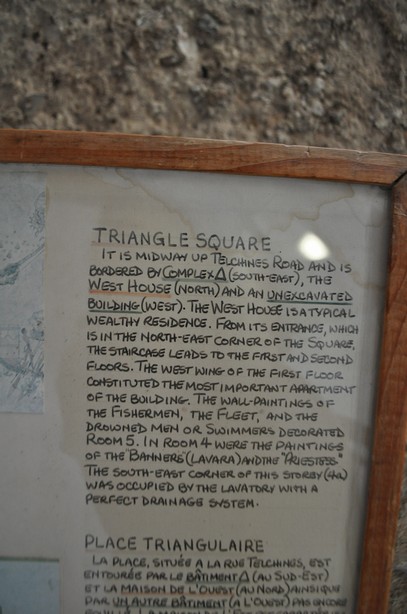 TRIANGLE SQUARE
IT IS MIDWAY UP TELCHINES ROAD AND IS
BORDERED BY COMPLEX Δ (SOUTH-EAST), THE
WEST HOUSE (NORTH) AND AN UNEXCAVATED
BUILDING (WEST). THE WEST HOUSE IS A TYPICAL
WEALTHY RESIDENCE. FROM ITS ENTRANCE, WHICH
IS IN THE NORTH-EAST CORNER OF THE SQUARE,
THE STAIRCASE LEADS TO THE FIRST AND SECOND
FLOORS. THE WEST WING OF THE FIRST FLOOR
CONSTITUTED THE MOST IMPORTANT APARTMENT
OF THE BUILDING. THE WALL-PAINTINGS OF
THE FISHERMEN, THE FLEET, AND THE
DROWNED MEN OR SWIMMERS DECORATED
ROOM 5. IN ROOM 4 WERE THE PAINTINGS
OF THE "BANNERS" (LAVARA) AND THE "PRIESTESS"
THE SOUTH-EAST CORNER OF THIS STOREY (4a)
WAS OCCUPIED BY THE LAVATORY WITH A
PERFECT DRAINAGE SYSTEM.
PLACE TRIANGULAIRE
LA PLACE, SITUÉE A LA RUE TELCHINES, EST
ENTOURÉE PAR LE BÂTIMENT Δ (AU SUD-EST)
ET LA MAISON DE L'OUEST (AU NORD) AINSI QUE
PAR UN AUTRE BÂTIMENT (A L'OUEST) PAS ENCORE